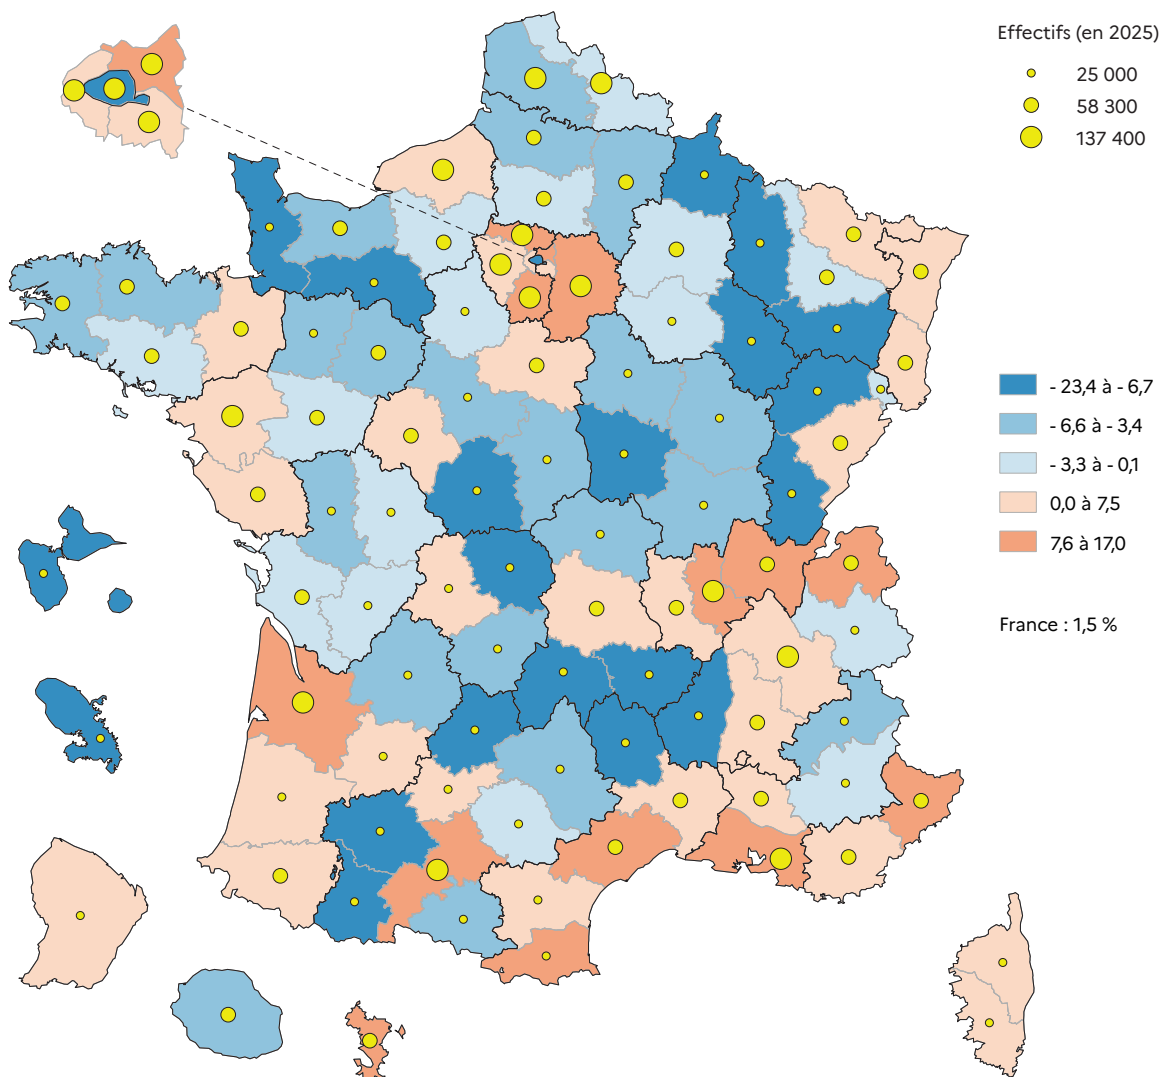 Effectifs (en 2025)
25 000
58 300
137 400
- 23,4 à - 6,7
- 6,6 à - 3,4
- 3,3 à - 0,1
0,0 à 7,5
7,6 à 17,0
France : 1,5 %